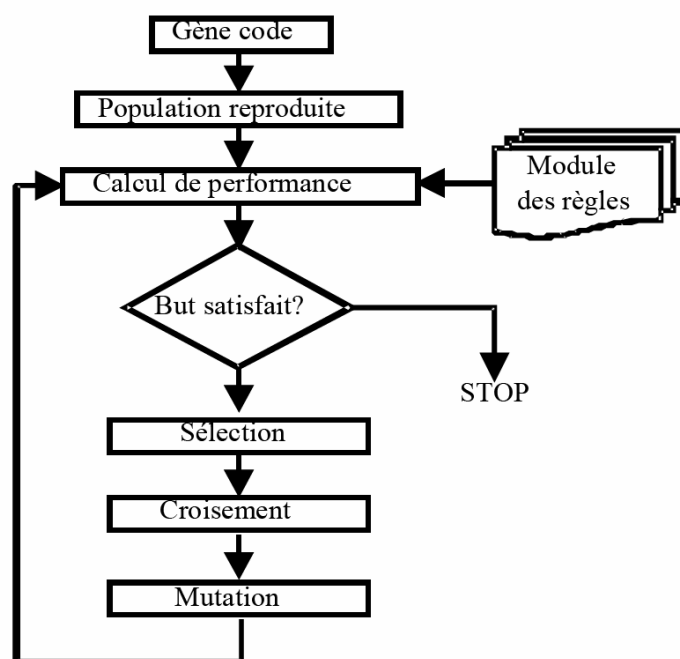 Gène code
Population reproduite
Calcul de performance
Module
des règles
But satisfait?
STOP
Sélection
Croisement
Mutation